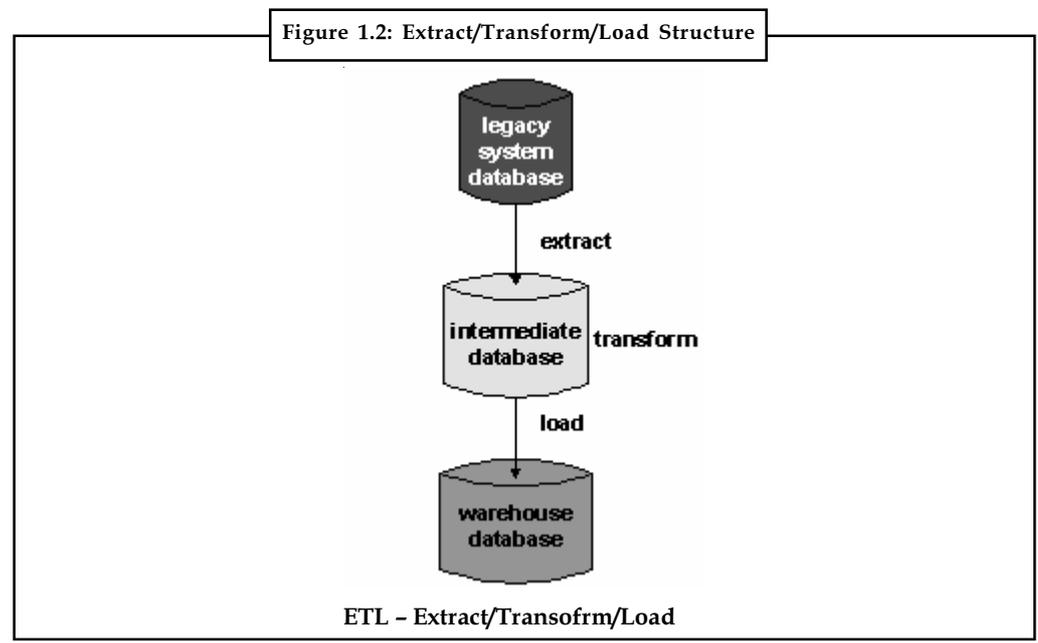 Figure 1.2: Extract/Transform/Load Structure
legacy
system
database
extract
intermediate
database
transform
load
warehouse
database
ETL – Extract/Transofrm/Load